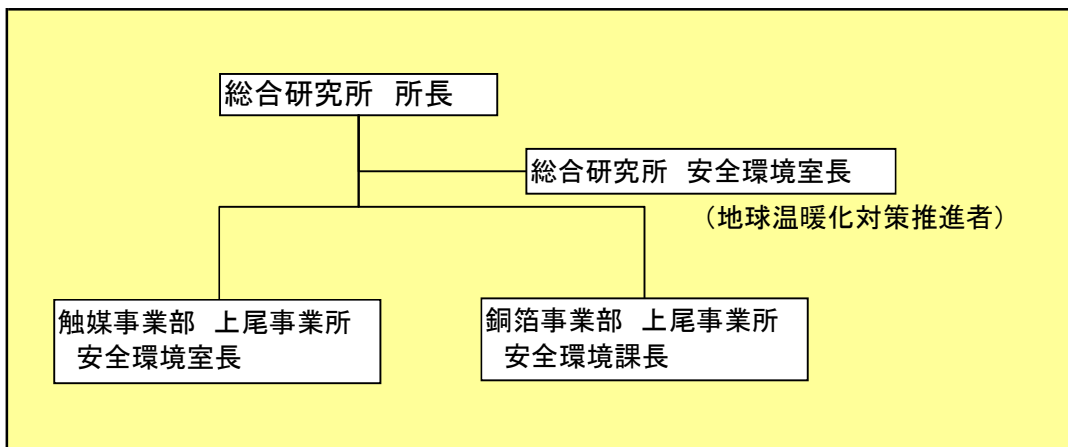 総合研究所　所長
総合研究所　安全環境室長
（地球温暖化対策推進者）
触媒事業部　上尾事業所
安全環境室長
銅箔事業部　上尾事業所
安全環境課長